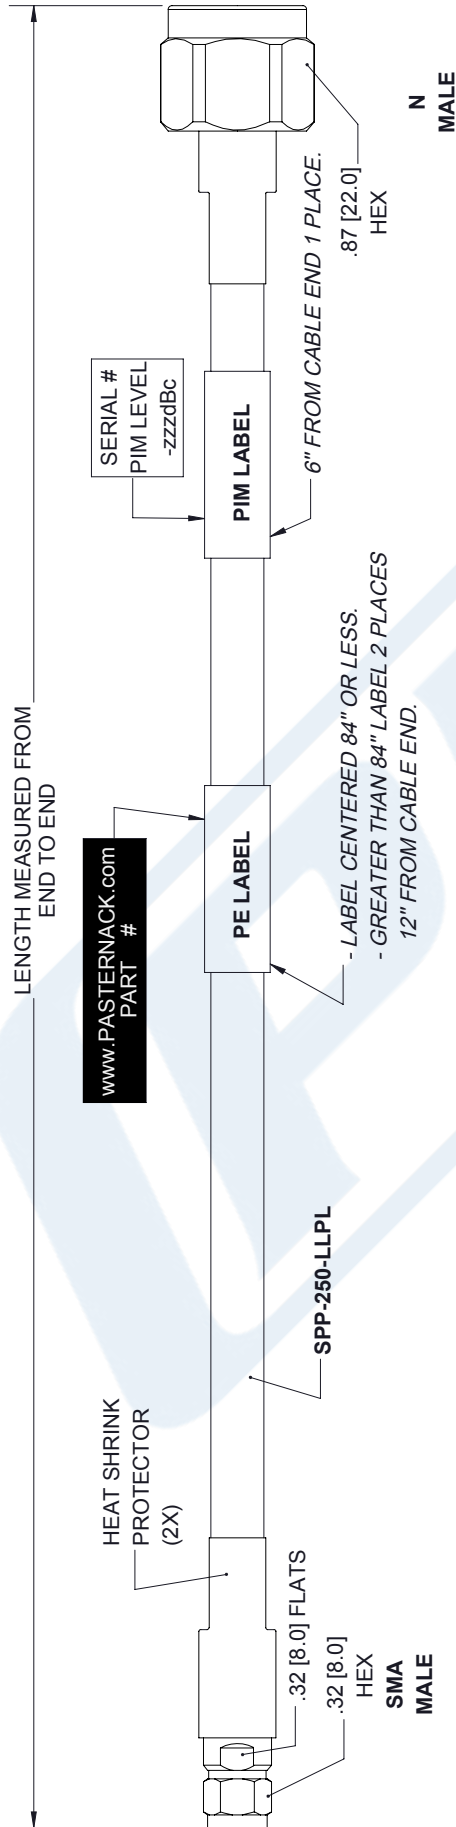 LENGTH MEASURED FROM
END TO END
HEAT SHRINK
PROTECTOR
(2X)
www.PASTERNACK.com
PART #
SERIAL #
PIM LEVEL
-zzzdBc
PE LABEL
PIM LABEL
.32 [8.0] FLATS
.32 [8.0]
HEX
SMA
MALE
SPP-250-LLPL
- LABEL CENTERED 84" OR LESS.
- GREATER THAN 84" LABEL 2 PLACES
12" FROM CABLE END.
6" FROM CABLE END 1 PLACE.
.87 [22.0]
HEX
N
MALE